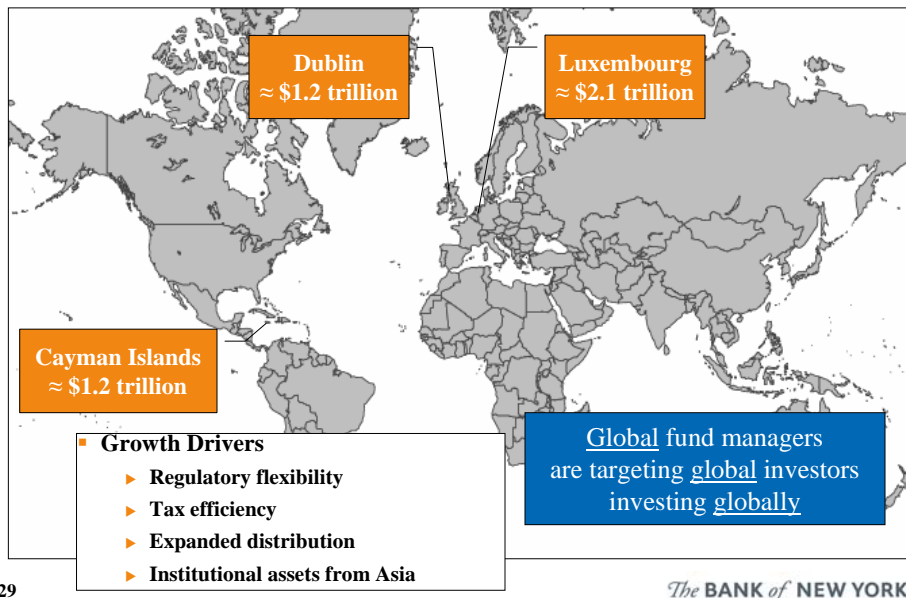 Dublin
≈ $1.2 trillion
Luxembourg
≈ $2.1 trillion
Cayman Islands
≈ $1.2 trillion
▪ Growth Drivers
▶ Regulatory flexibility
▶ Tax efficiency
▶ Expanded distribution
▶ Institutional assets from Asia
Global fund managers
are targeting global investors
investing globally
29
The BANK of NEW YORK